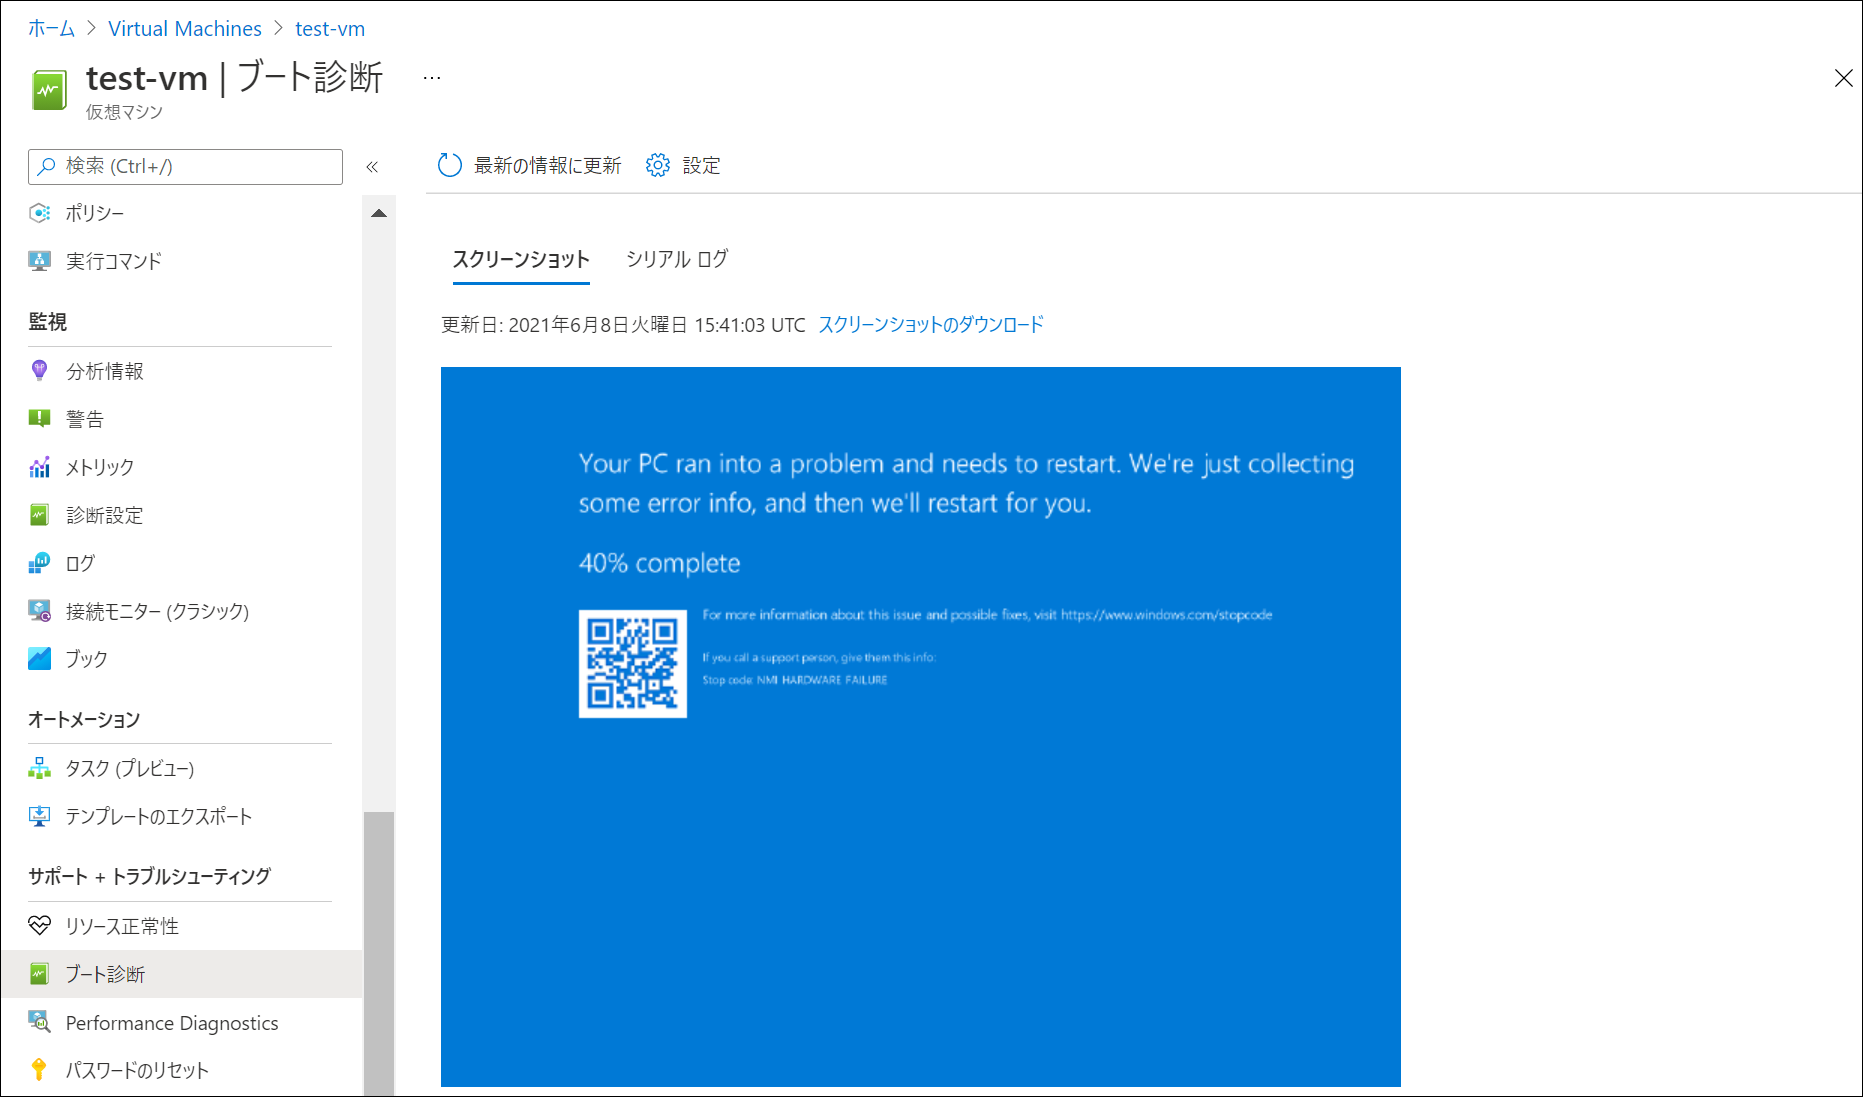 ホーム > Virtual Machines > test-vm
test-vm | ブート診断 …
仮想マシン
検索 (Ctrl+/) «
ポリシー
実行コマンド
監視
分析情報
警告
メトリック
診断設定
ログ
接続モニター (クラシック)
ブック
オートメーション
タスク (プレビュー)
テンプレートのエクスポート
サポート + トラブルシューティング
リソース正常性
ブート診断
Performance Diagnostics
パスワードのリセット
最新の情報に更新 設定
スクリーンショット シリアル ログ
更新日: 2021年6月8日火曜日 15:41:03 UTC スクリーンショットのダウンロード
Your PC ran into a problem and needs to restart. We're just collecting
some error info, and then we'll restart for you.
40% complete
For more information about this issue and possible fixes, visit https://www.windows.com/stopcode
If you call a support person, give them this info:
Stop code: NMI HARDWARE FAILURE